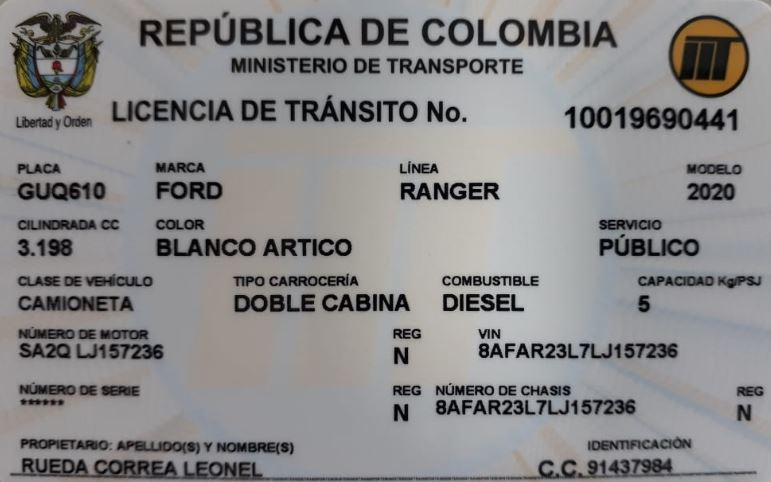 REPÚBLICA DE COLOMBIA
MINISTERIO DE TRANSPORTE
Libertad y Orden
LICENCIA DE TRÁNSITO No. 10019690441
PLACA MARCA LÍNEA MODELO
GUQ610 FORD RANGER 2020
CILINDRADA CC COLOR SERVICIO
3.198 BLANCO ARTICO PÚBLICO
CLASE DE VEHÍCULO TIPO CARROCERÍA COMBUSTIBLE CAPACIDAD Kg/PSJ
CAMIONETA DOBLE CABINA DIESEL 5
NÚMERO DE MOTOR REG VIN
SA2Q LJ157236 N 8AFAR23L7LJ157236
NÚMERO DE SERIE REG NÚMERO DE CHASIS REG
****** N 8AFAR23L7LJ157236 N
PROPIETARIO: APELLIDO(S) Y NOMBRE(S) IDENTIFICACIÓN
RUEDA CORREA LEONEL C.C. 91437984